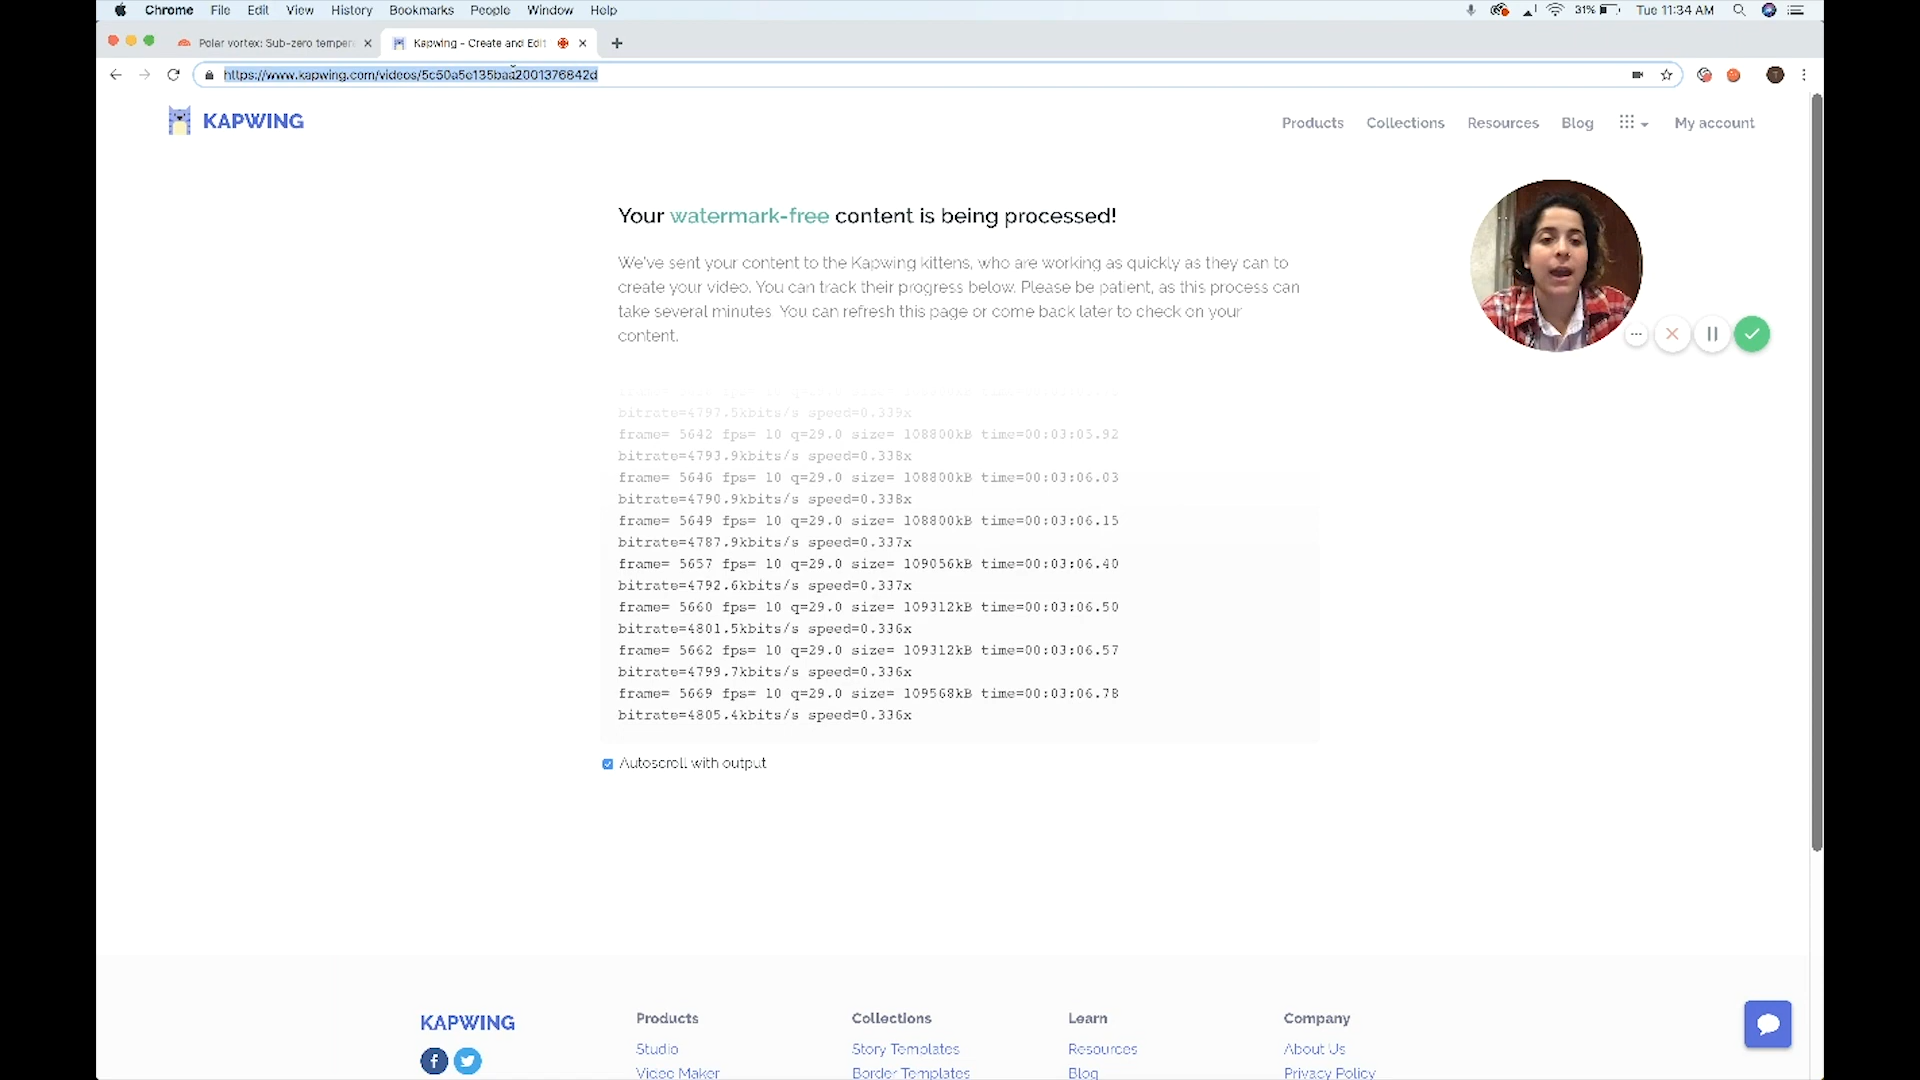 Chrome File Edit View History Bookmarks People Window Help 31% Tue 11:34 AM
Polar vortex: Sub-zero temper Kapwing - Create and Edit
https://www.kapwing.com/videos/5c50a5e135baa2001376842d
KAPWING Products Collections Resources Blog My account
Your watermark-free content is being processed!
We've sent your content to the Kapwing kittens, who are working as quickly as they can to
create your video. You can track their progress below. Please be patient, as this process can
take several minutes. You can refresh this page or come back later to check on your
content.
bitrate=4797.5kbits/s speed=0.339x
frame= 5642 fps= 10 q=29.0 size= 108800kB time=00:03:05.92
bitrate=4793.9kbits/s speed=0.338x
frame= 5646 fps= 10 q=29.0 size= 108800kB time=00:03:06.03
bitrate=4790.9kbits/s speed=0.338x
frame= 5649 fps= 10 q=29.0 size= 108800kB time=00:03:06.15
bitrate=4787.9kbits/s speed=0.337x
frame= 5657 fps= 10 q=29.0 size= 109056kB time=00:03:06.40
bitrate=4792.6kbits/s speed=0.337x
frame= 5660 fps= 10 q=29.0 size= 109312kB time=00:03:06.50
bitrate=4801.5kbits/s speed=0.336x
frame= 5662 fps= 10 q=29.0 size= 109312kB time=00:03:06.57
bitrate=4799.7kbits/s speed=0.336x
frame= 5669 fps= 10 q=29.0 size= 109568kB time=00:03:06.78
bitrate=4805.4kbits/s speed=0.336x
Autoscroll with output
KAPWING Products Collections Learn Company
Studio Story Templates Resources About Us
Video Maker Border Templates Blog Privacy Policy